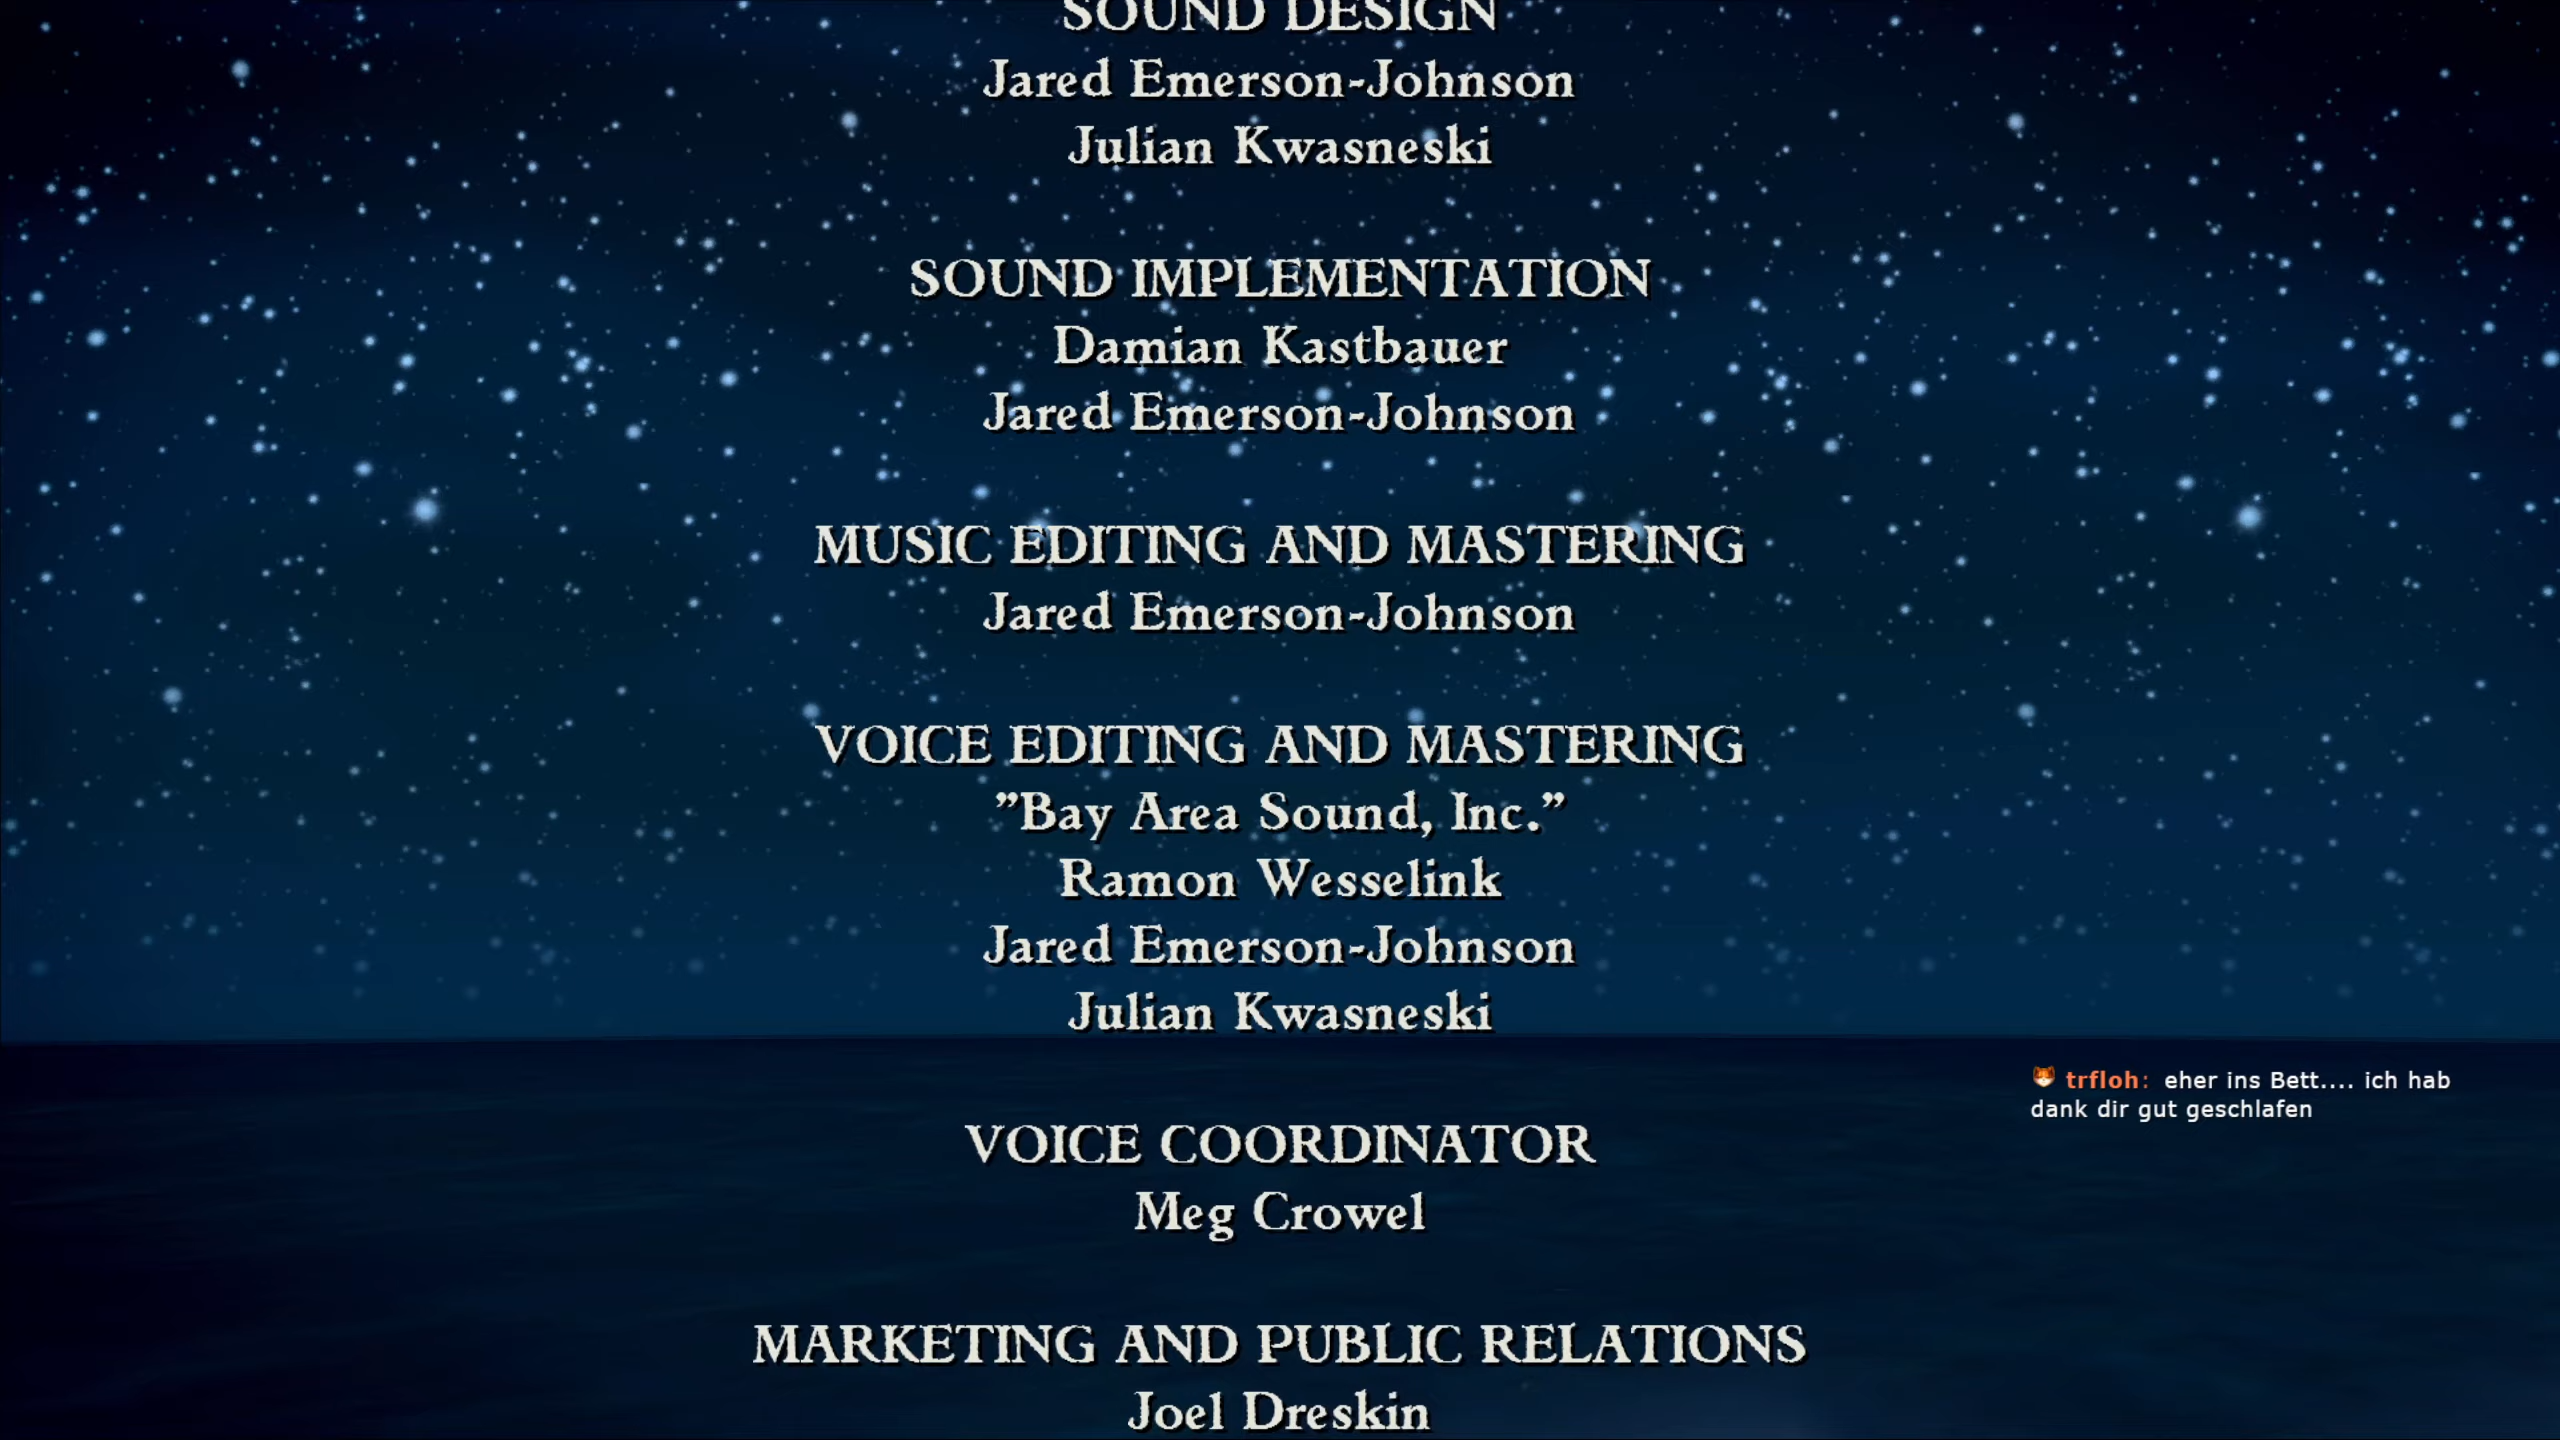 SOUND DESIGN
Jared Emerson-Johnson
Julian Kwasneski
SOUND IMPLEMENTATION
Damian Kastbauer
Jared Emerson-Johnson
MUSIC EDITING AND MASTERING
Jared Emerson-Johnson
VOICE EDITING AND MASTERING
"Bay Area Sound, Inc."
Ramon Wesselink
Jared Emerson-Johnson
Julian Kwasneski
trfloh: eher ins Bett.... ich hab
dank dir gut geschlafen
VOICE COORDINATOR
Meg Crowel
MARKETING AND PUBLIC RELATIONS
Joel Dreskin